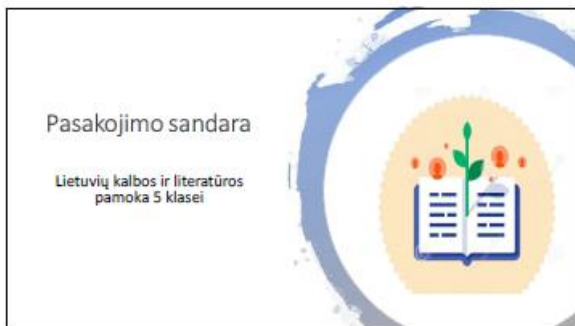 Pasakojimo sandara
Lietuvių kalbos ir literatūros
pamoka 5 klasei